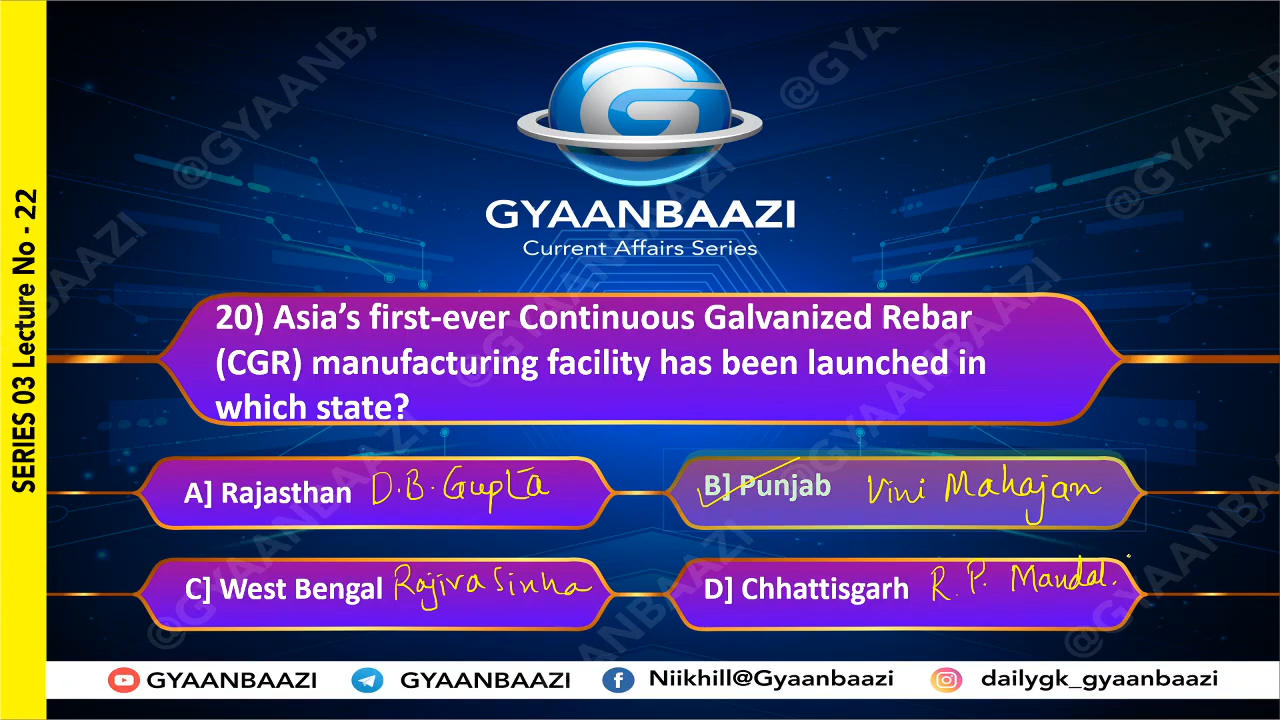 SERIES 03 Lecture No - 22
GYAANBAAZI
Current Affairs Series
20) Asia's first-ever Continuous Galvanized Rebar
(CGR) manufacturing facility has been launched in
which state?
A] Rajasthan D.B. Gupta
B] Punjab Vini Mahajan
C] West Bengal Rajiva Sinha
D] Chhattisgarh R. P. Mandal.
GYAANBAAZI GYAANBAAZI Niikhill@Gyaanbaazi dailygk_gyaanbaazi
@GYAANBAAZI